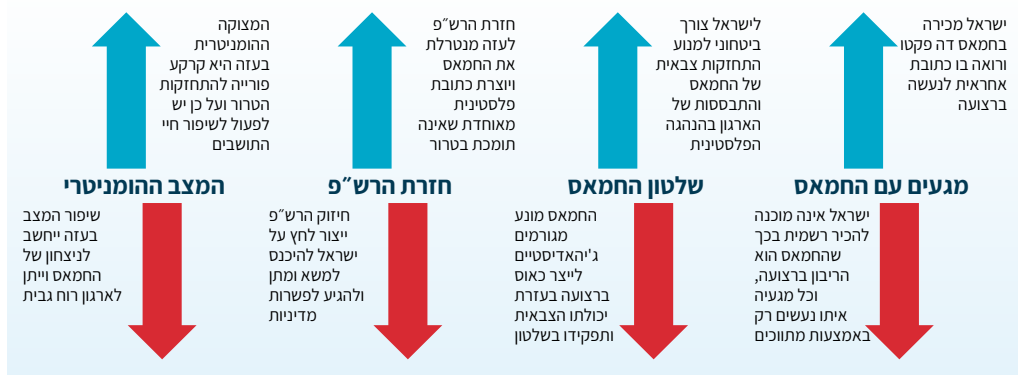 ישראל מכירה
בחמאס דה פקטו
ורואה בו כתובת
אחראית לנעשה
ברצועה
מגעים עם החמאס
ישראל אינה מוכנה
להכיר רשמית בכך
שהחמאס הוא
הריבון ברצועה,
וכל מגעיה
איתו נעשים רק
באמצעות מתווכים
לישראל צורך
ביטחוני למנוע
התחזקות צבאית
של החמאס
והתבססות של
הארגון בהנהגה
הפלסטינית
שלטון החמאס
החמאס מונע
מגורמים
ג'יהאדיסטיים
לייצר כאוס
ברצועה בעזרת
יכולתו הצבאית
ותפקידו בשלטון
חזרת הרש״פ
לעזה מנטרלת
את החמאס
ויוצרת כתובת
פלסטינית
מאוחדת שאינה
תומכת בטרור
חזרת הרש״פ
חיזוק הרש״פ
ייצור לחץ על
ישראל להיכנס
למשא ומתן
ולהגיע לפשרות
מדיניות
המצוקה
ההומניטרית
בעזה היא קרקע
פורייה להתחזקות
הטרור ועל כן יש
לפעול לשיפור חיי
התושבים
המצב ההומניטרי
שיפור המצב
בעזה ייחשב
לניצחון של
החמאס וייתן
לארגון רוח גבית